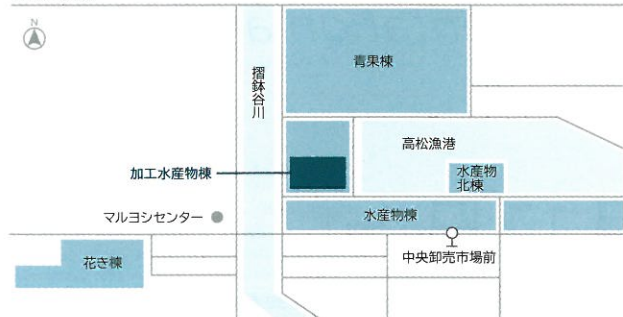 N
青果棟
摺鉢谷川
高松漁港
加工水産物棟
水産物
北棟
マルヨシセンター
水産物棟
花き棟
中央卸売市場前